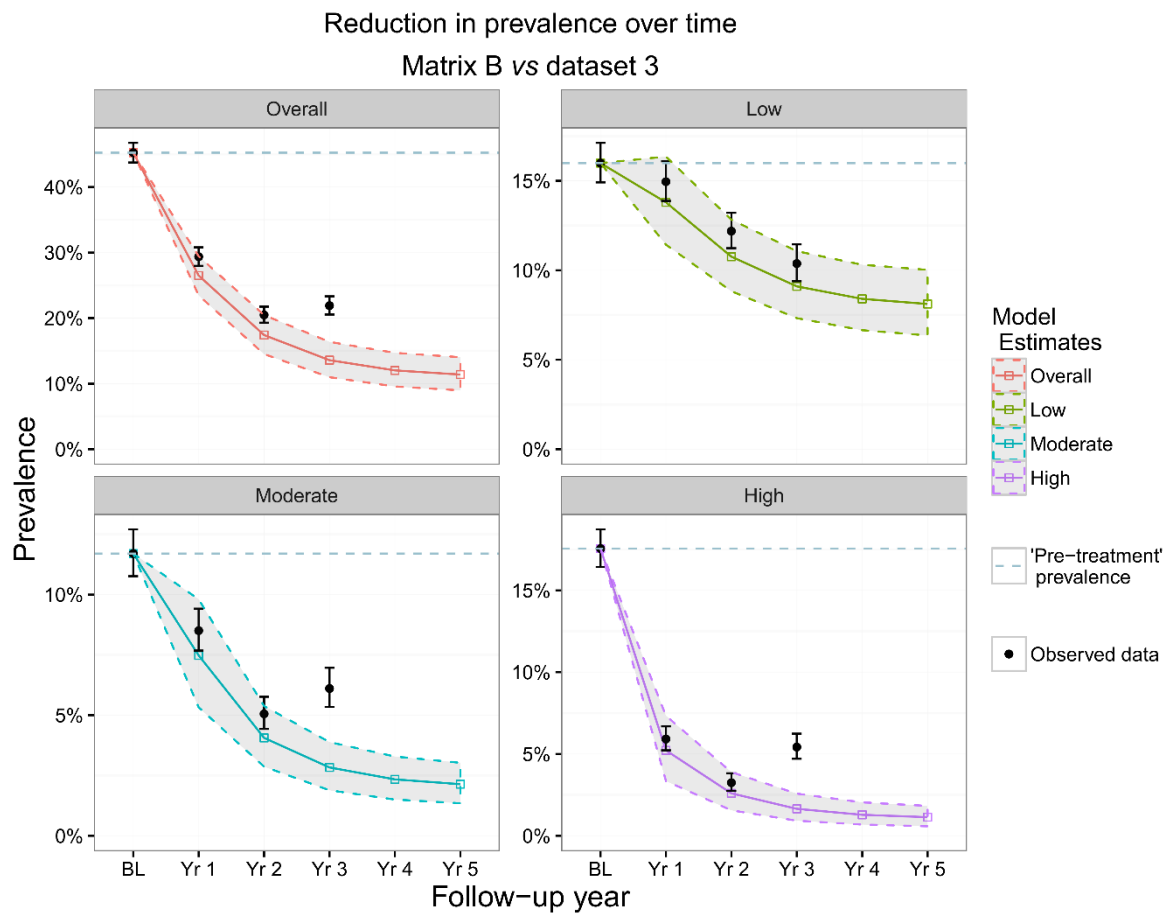 Reduction in prevalence over time
Matrix B vs dataset 3
Overall
Low
40%
30%
20%
10%
0%
15%
10%
5%
0%
Moderate
High
10%
5%
0%
15%
10%
5%
0%
BL Yr 1 Yr 2 Yr 3 Yr 4 Yr 5
BL Yr 1 Yr 2 Yr 3 Yr 4 Yr 5
Prevalence
Follow−up year
Model
Estimates
Overall
Low
Moderate
High
'Pre−treatment'
prevalence
Observed data